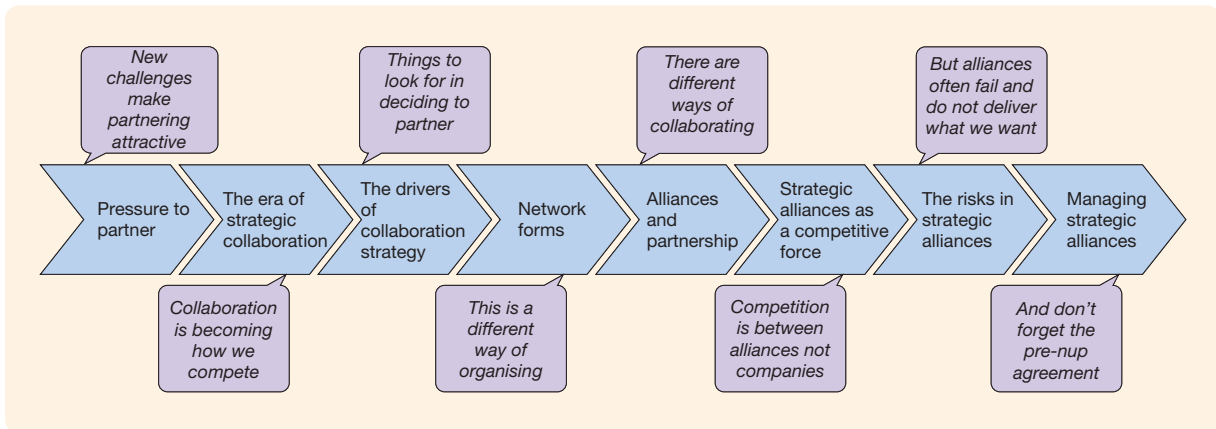 New
challenges
make
partnering
attractive
Things to
look for in
deciding to
partner
There are
different
ways of
collaborating
But alliances
often fail and
do not deliver
what we want
Pressure to
partner
The era of
strategic
collaboration
The drivers
of
collaboration
strategy
Network
forms
Alliances
and
partnership
Strategic
alliances as
a competitive
force
The risks in
strategic
alliances
Managing
strategic
alliances
Collaboration
is becoming
how we
compete
This is a
different
way of
organising
Competition
is between
alliances not
companies
And don’t
forget the
pre-nup
agreement